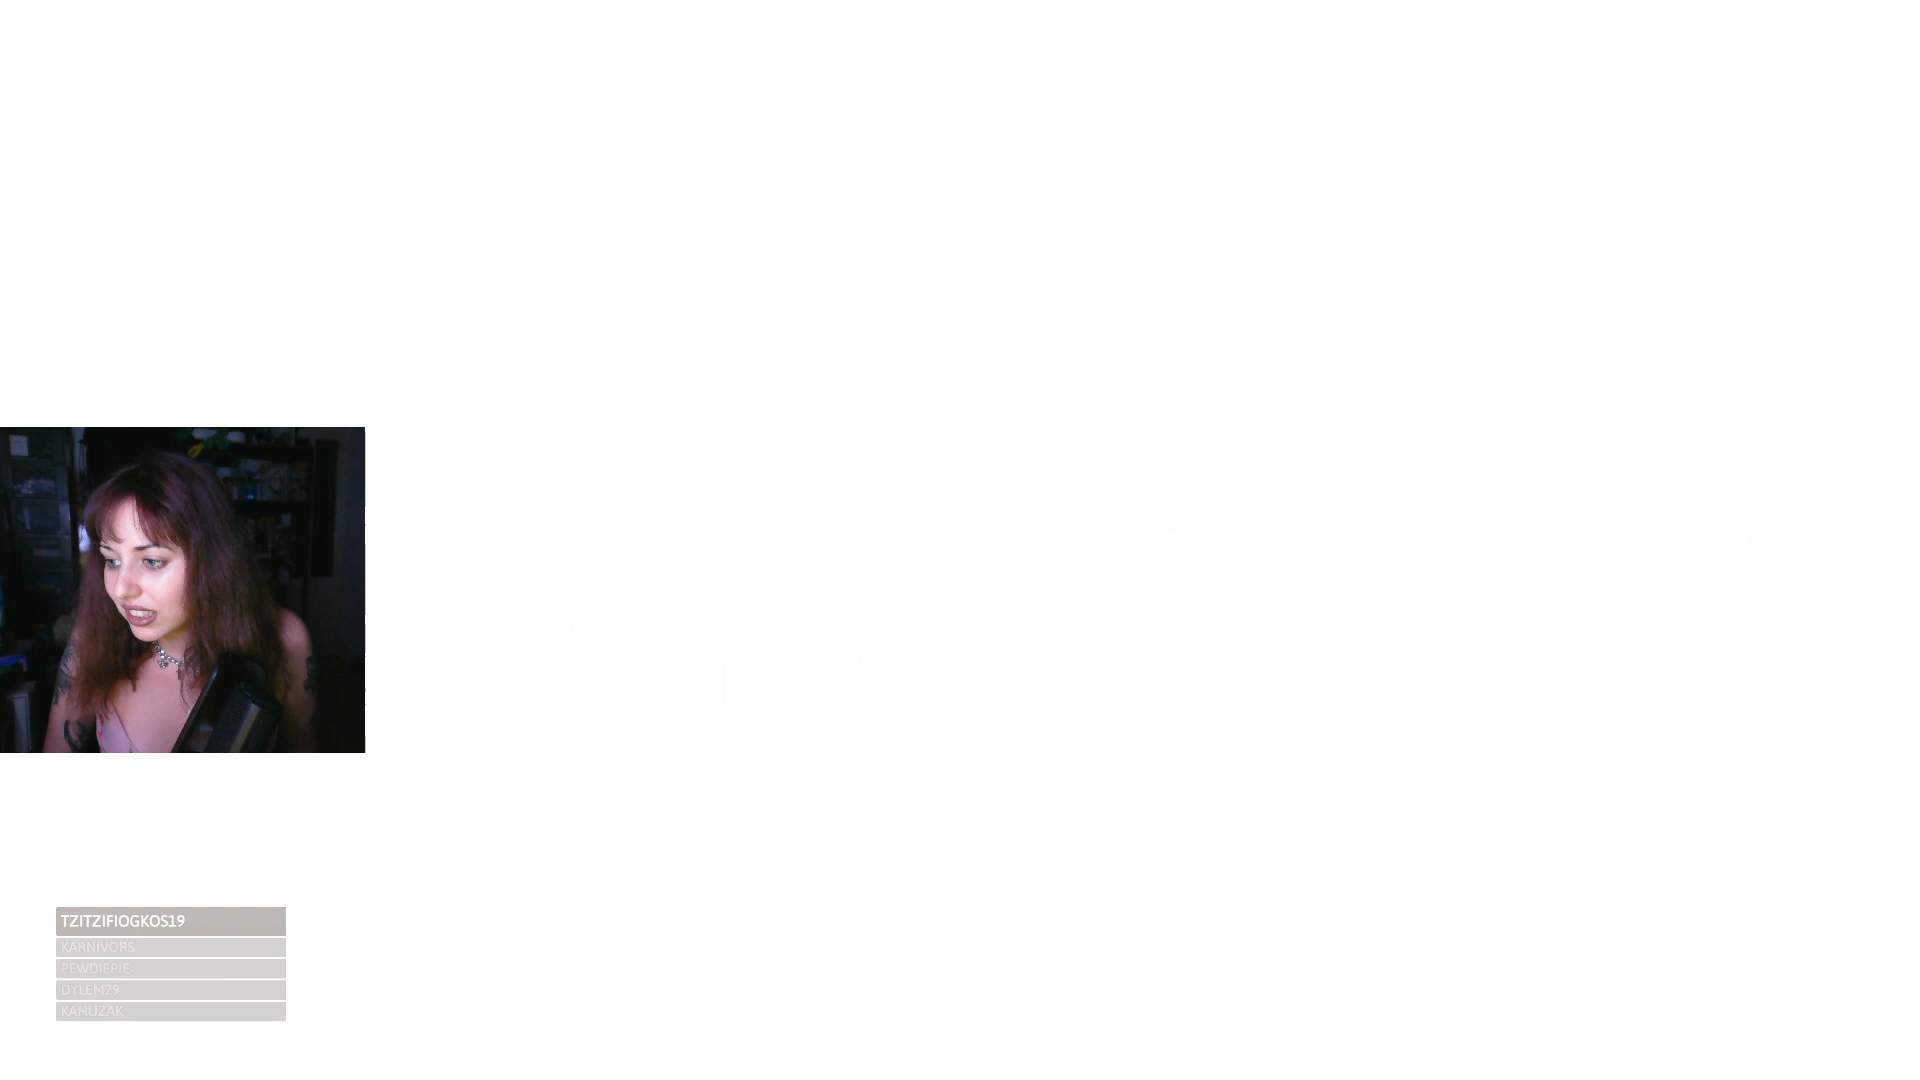 TZITZIFIOGKOS19
KARNIVORS
PEWDIEPIE
DYLEM29
KAHUZAK